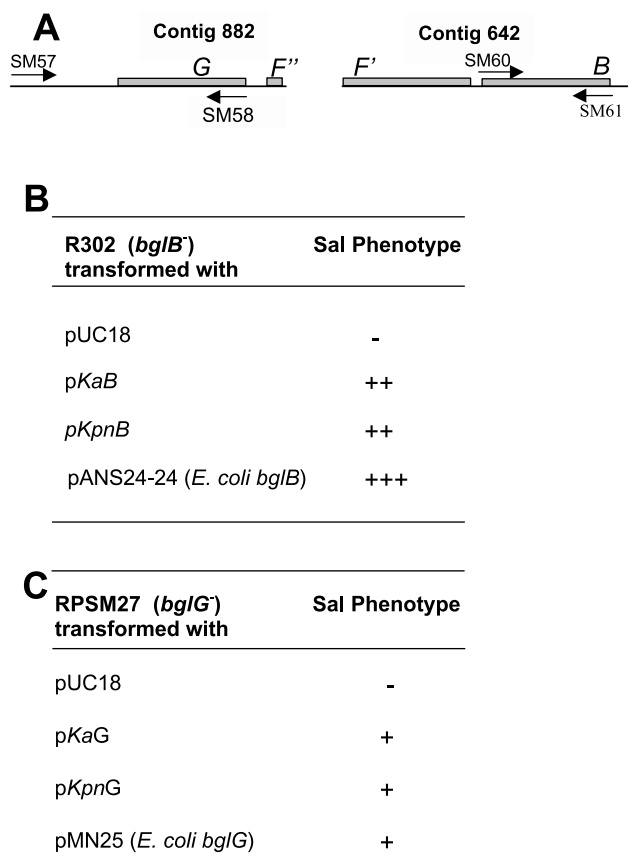 A
Contig 882
Contig 642
SM57
G
F''
F'
SM60
B
SM58
SM61
B
R302 (bglB-) Sal Phenotype
transformed with
pUC18 -
pKaB ++
pKpnB ++
pANS24-24 (E. coli bglB) +++
C
RPSM27 (bglG-) Sal Phenotype
transformed with
pUC18 -
pKaG +
pKpnG +
pMN25 (E. coli bglG) +